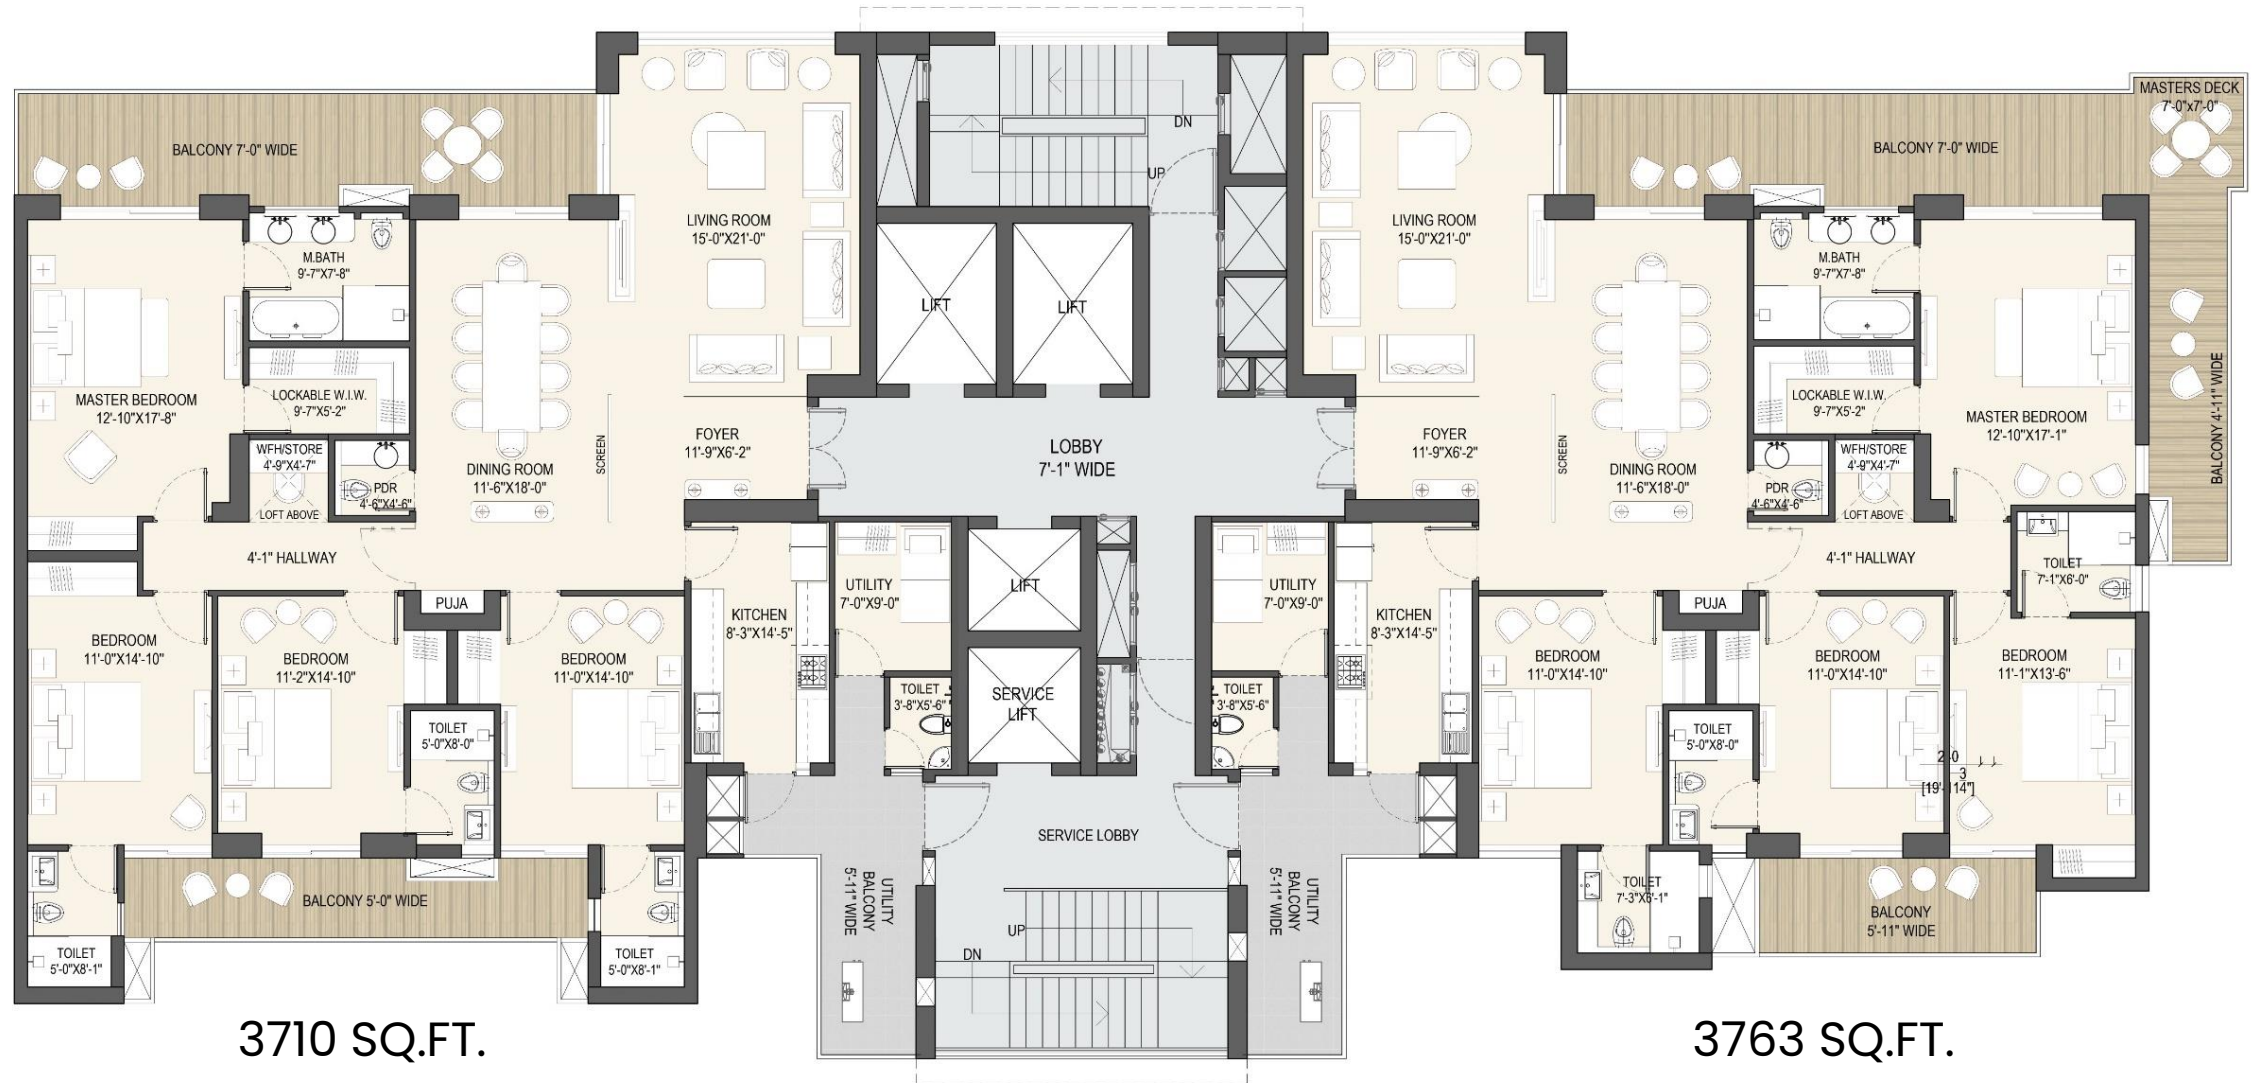 BALCONY 7'-0" WIDE
M.BATH
9'-7"X7'-8"
MASTER BEDROOM
12'-10"X17'-8"
LOCKABLE W.I.W.
9'-7"X5'-2"
WFH/STORE
4'-9"X4'-7"
LOFT ABOVE
PDR
4'-6"X4'-6"
DINING ROOM
11'-6"X18'-0"
SCREEN
LIVING ROOM
15'-0"X21'-0"
FOYER
11'-9"X6'-2"
4'-1" HALLWAY
PUJA
BEDROOM
11'-0"X14'-10"
BEDROOM
11'-2"X14'-10"
BEDROOM
11'-0"X14'-10"
TOILET
5'-0"X8'-0"
KITCHEN
8'-3"X14'-5"
UTILITY
7'-0"X9'-0"
TOILET
3'-8"X5'-6"
BALCONY 5'-0" WIDE
TOILET
5'-0"X8'-1"
TOILET
5'-0"X8'-1"
UTILITY
BALCONY
5'-11" WIDE
3710 SQ.FT.
DN
UP
LIFT
LIFT
LOBBY
7'-1" WIDE
LIFT
SERVICE
LIFT
SERVICE LOBBY
UP
DN
LIVING ROOM
15'-0"X21'-0"
FOYER
11'-9"X6'-2"
SCREEN
DINING ROOM
11'-6"X18'-0"
BALCONY 7'-0" WIDE
MASTERS DECK
7'-0"x7'-0"
BALCONY 4'-11" WIDE
M.BATH
9'-7"X7'-8"
LOCKABLE W.I.W.
9'-7"X5'-2"
MASTER BEDROOM
12'-10"X17'-1"
WFH/STORE
4'-9"X4'-7"
LOFT ABOVE
PDR
4'-6"X4'-6"
4'-1" HALLWAY
TOILET
7'-1"X6'-0"
UTILITY
7'-0"X9'-0"
KITCHEN
8'-3"X14'-5"
TOILET
3'-8"X5'-6"
PUJA
BEDROOM
11'-0"X14'-10"
BEDROOM
11'-0"X14'-10"
BEDROOM
11'-1"X13'-6"
TOILET
5'-0"X8'-0"
TOILET
7'-3"X6'-1"
BALCONY
5'-11" WIDE
UTILITY
BALCONY
5'-11" WIDE
3763 SQ.FT.